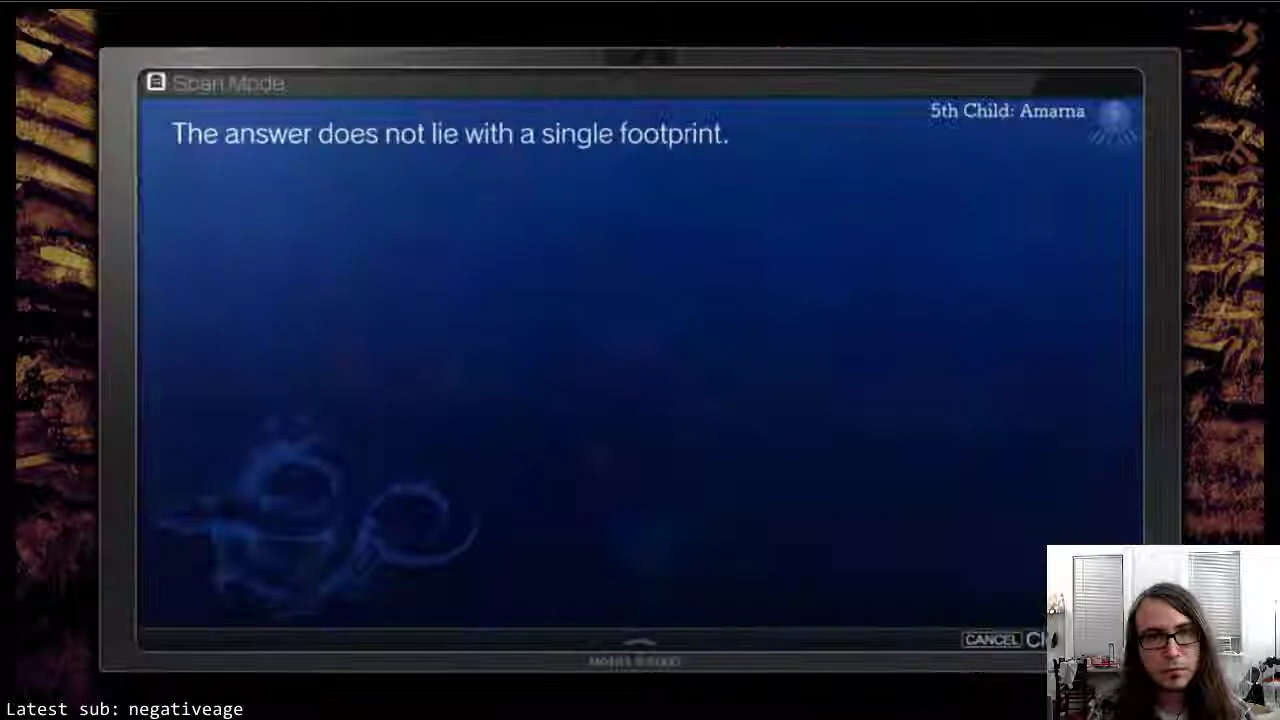 Scan Mode
5th Child: Amarna
The answer does not lie with a single footprint.
CANCEL
Latest sub: negativeage